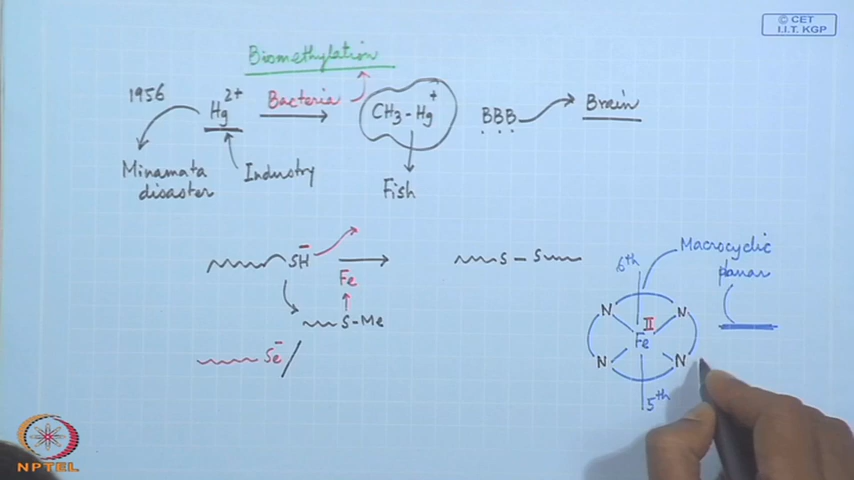 © CET
I.I.T. KGP
Biomethylation
1956
Hg2+
Bacteria
CH3-Hg+
BBB
Brain
Minamata
disaster
Industry
Fish
SH-
Fe
S-S
S-Me
Se-
Macrocyclic
planar
6th
N
N
II
Fe
N
N
5th
NPTEL